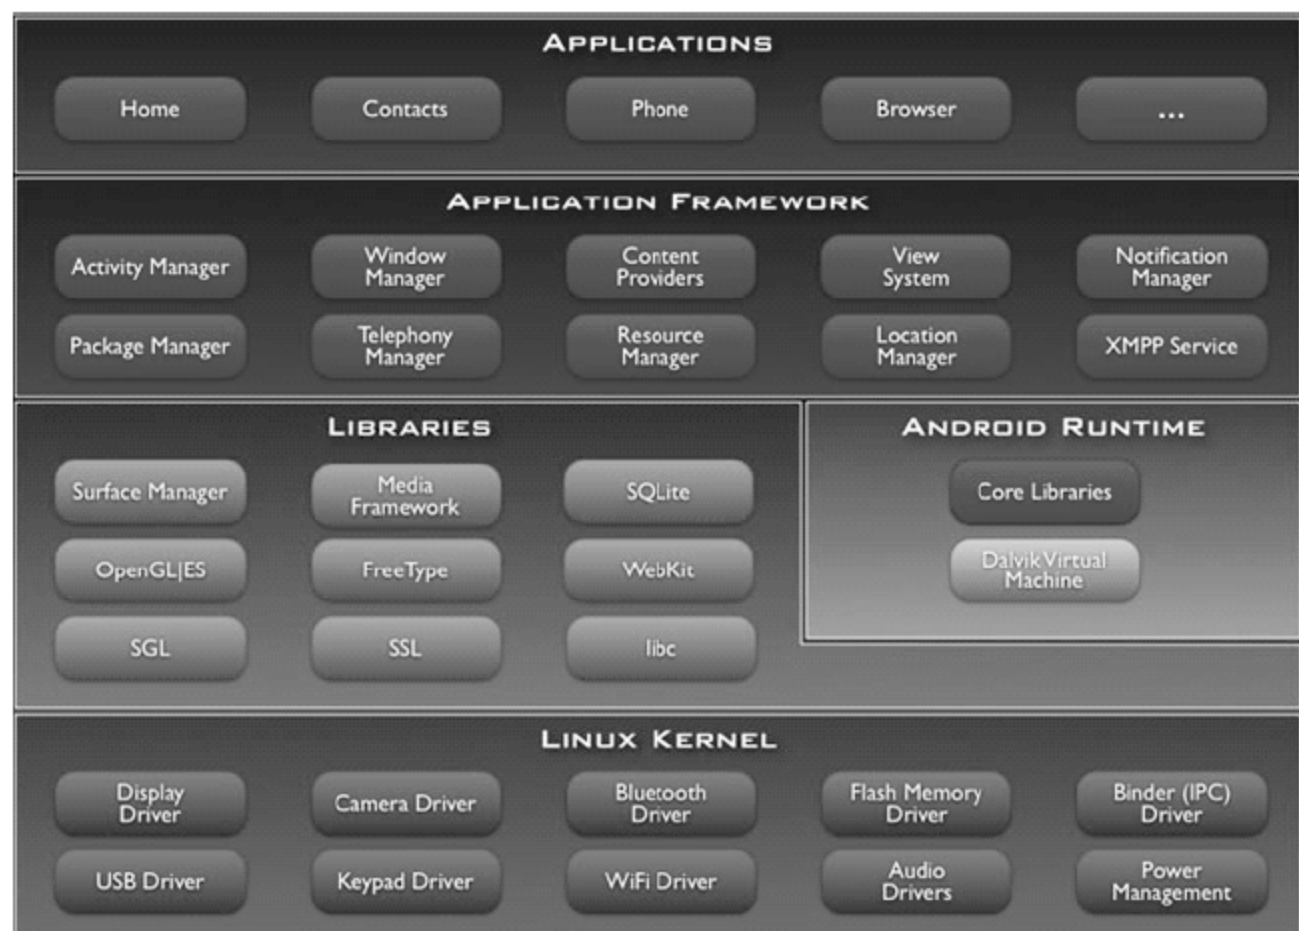 APPLICATIONS
Home
Contacts
Phone
Browser
...
APPLICATION FRAMEWORK
Activity Manager
Window
Manager
Content
Providers
View
System
Notification
Manager
Package Manager
Telephony
Manager
Resource
Manager
Location
Manager
XMPP Service
LIBRARIES
Surface Manager
Media
Framework
SQLite
OpenGL|ES
FreeType
WebKit
SGL
SSL
libc
ANDROID RUNTIME
Core Libraries
Dalvik Virtual
Machine
LINUX KERNEL
Display
Driver
Camera Driver
Bluetooth
Driver
Flash Memory
Driver
Binder (IPC)
Driver
USB Driver
Keypad Driver
WiFi Driver
Audio
Drivers
Power
Management